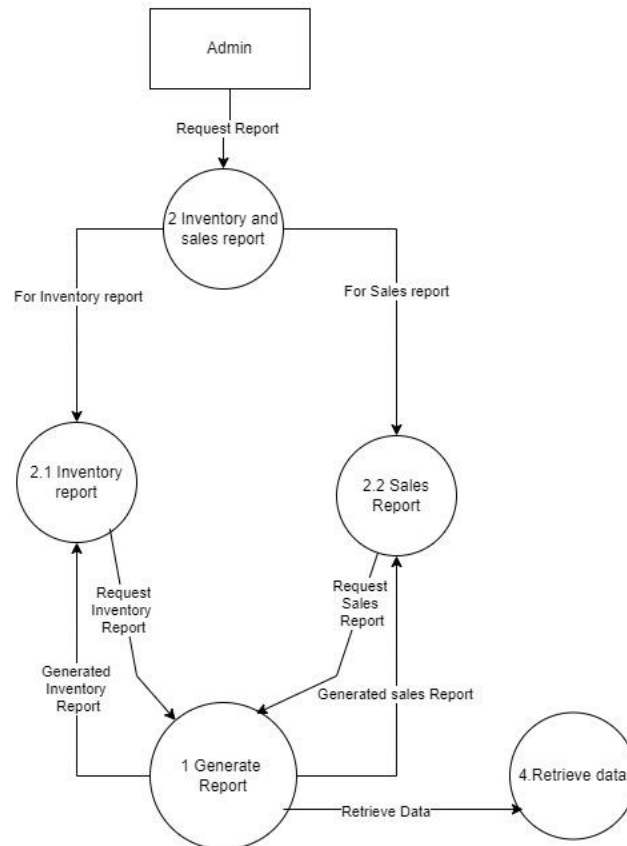 Admin
Request Report
2 Inventory and
sales report
For Inventory report
For Sales report
2.1 Inventory
report
2.2 Sales
Report
Request
Inventory
Report
Request
Sales
Report
Generated
Inventory
Report
Generated sales Report
1 Generate
Report
4.Retrieve data
Retrieve Data